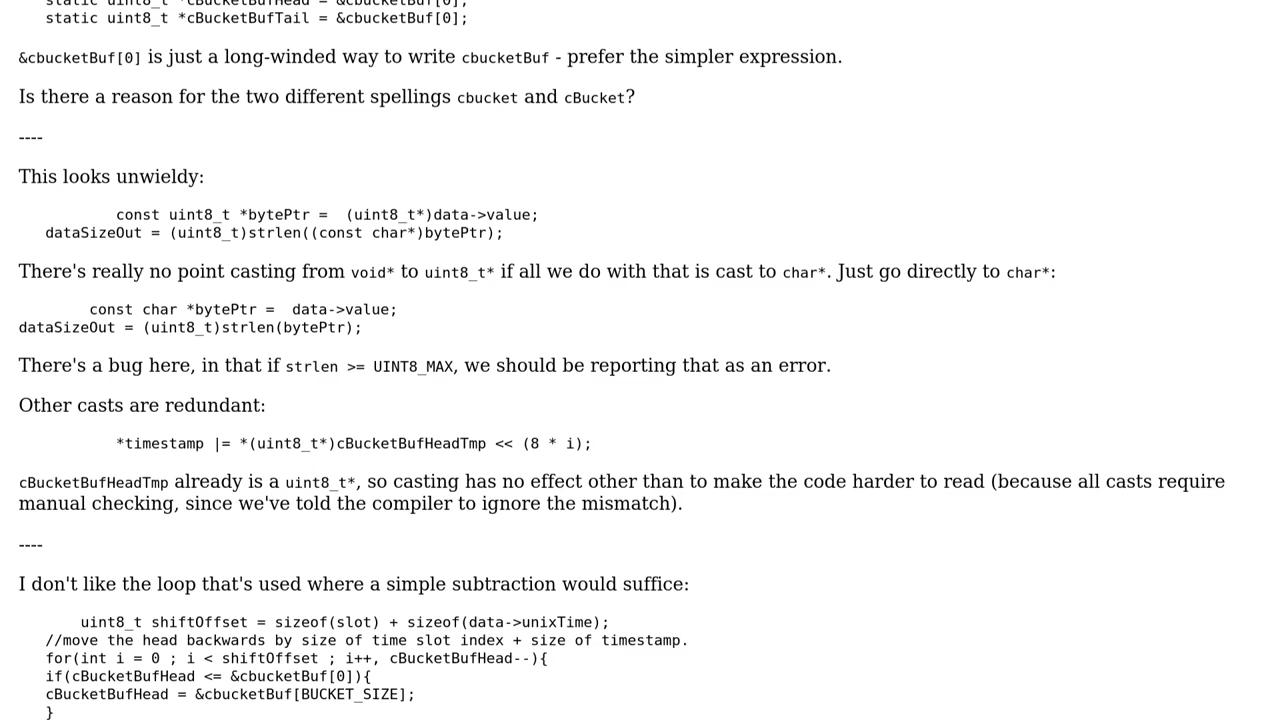 static uint8_t *cBucketBufHead = &cbucketBuf[0];
static uint8_t *cBucketBufTail = &cbucketBuf[0];
&cbucketBuf[0] is just a long-winded way to write cbucketBuf - prefer the simpler expression.
Is there a reason for the two different spellings cbucket and cBucket?
----
This looks unwieldy:
const uint8_t *bytePtr =  (uint8_t*)data->value;
dataSizeOut = (uint8_t)strlen((const char*)bytePtr);
There's really no point casting from void* to uint8_t* if all we do with that is cast to char*. Just go directly to char*:
const char *bytePtr =  data->value;
dataSizeOut = (uint8_t)strlen(bytePtr);
There's a bug here, in that if strlen >= UINT8_MAX, we should be reporting that as an error.
Other casts are redundant:
*timestamp |= *(uint8_t*)cBucketBufHeadTmp << (8 * i);
cBucketBufHeadTmp already is a uint8_t*, so casting has no effect other than to make the code harder to read (because all casts require
manual checking, since we've told the compiler to ignore the mismatch).
----
I don't like the loop that's used where a simple subtraction would suffice:
uint8_t shiftOffset = sizeof(slot) + sizeof(data->unixTime);
//move the head backwards by size of time slot index + size of timestamp.
for(int i = 0 ; i < shiftOffset ; i++, cBucketBufHead--){
if(cBucketBufHead <= &cbucketBuf[0]){
cBucketBufHead = &cbucketBuf[BUCKET_SIZE];
}